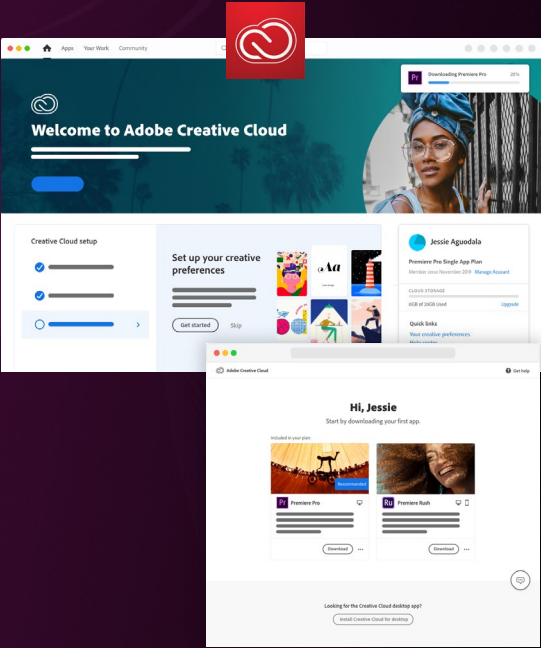 Apps Your Work Community
Pr Downloading Premiere Pro 20%
Welcome to Adobe Creative Cloud
Creative Cloud setup
Set up your creative
preferences
Aa
Get started Skip
Jessie Aguodala
Premiere Pro Single App Plan
Member since November 2019 Manage Account
CLOUD STORAGE
Upgrade
Quick links
Your creative preferences
Adobe Creative Cloud
Get help
Hi, Jessie
Start by downloading your first app.
Included in your plan:
Recommended
Pr Premiere Pro
Ru Premiere Rush
Download
Download
Looking for the Creative Cloud desktop app?
Install Creative Cloud for desktop